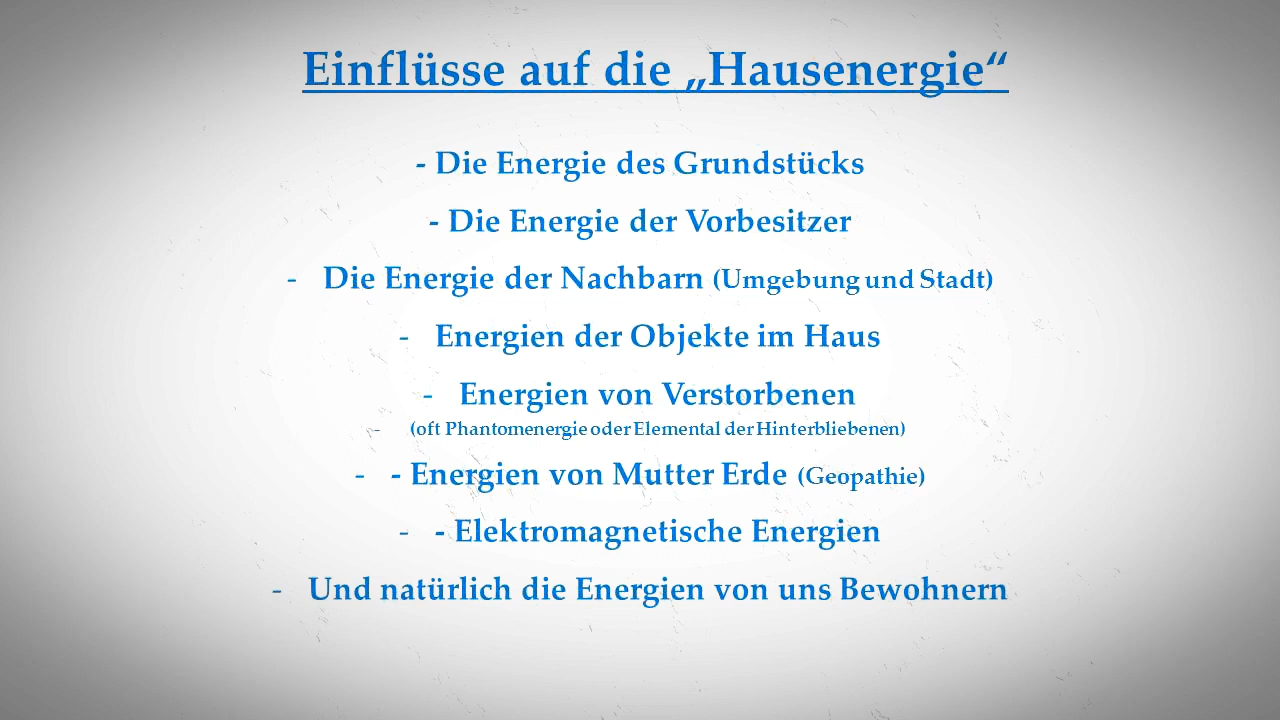 Einflüsse auf die „Hausenergie“
- Die Energie des Grundstücks
- Die Energie der Vorbesitzer
- Die Energie der Nachbarn (Umgebung und Stadt)
- Energien der Objekte im Haus
- Energien von Verstorbenen
- (oft Phantomenergie oder Elemental der Hinterbliebenen)
- - Energien von Mutter Erde (Geopathie)
- - Elektromagnetische Energien
- Und natürlich die Energien von uns Bewohnern